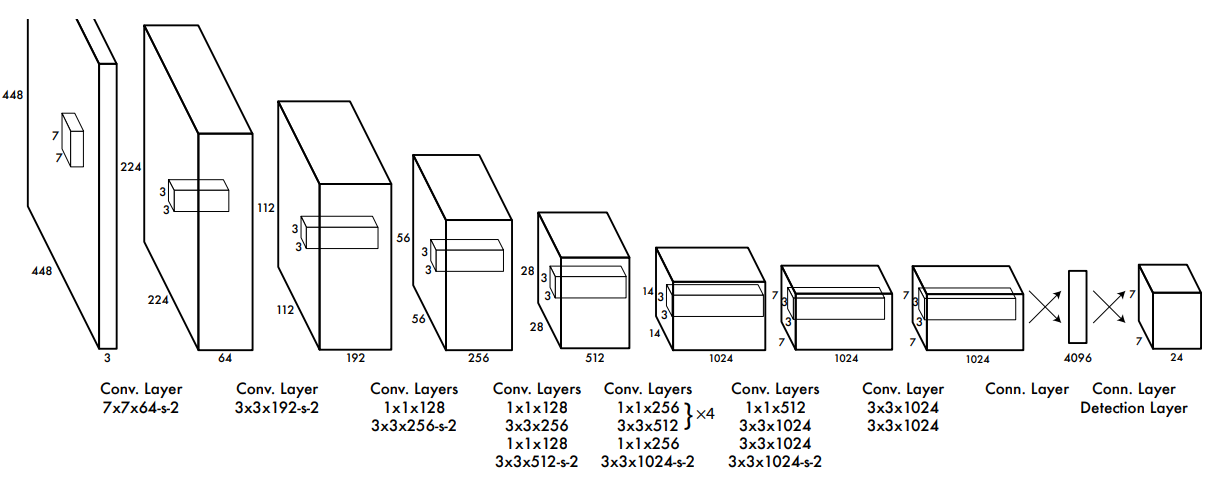 448
7
7
448
3
224
3
3
224
64
112
3
3
112
192
56
3
3
56
256
28
3
3
28
512
14
3
3
14
1024
7
3
3
7
1024
7
3
3
7
1024
4096
7
7
24
Conv. Layer
7x7x64-s-2
Conv. Layer
3x3x192-s-2
Conv. Layers
1x1x128
3x3x256-s-2
Conv. Layers
1x1x128
3x3x256
1x1x128
3x3x512-s-2
Conv. Layers
1x1x256
3x3x512
} ×4
1x1x256
3x3x1024-s-2
Conv. Layers
1x1x512
3x3x1024
3x3x1024
3x3x1024-s-2
Conv. Layer
3x3x1024
3x3x1024
Conn. Layer
Conn. Layer
Detection Layer